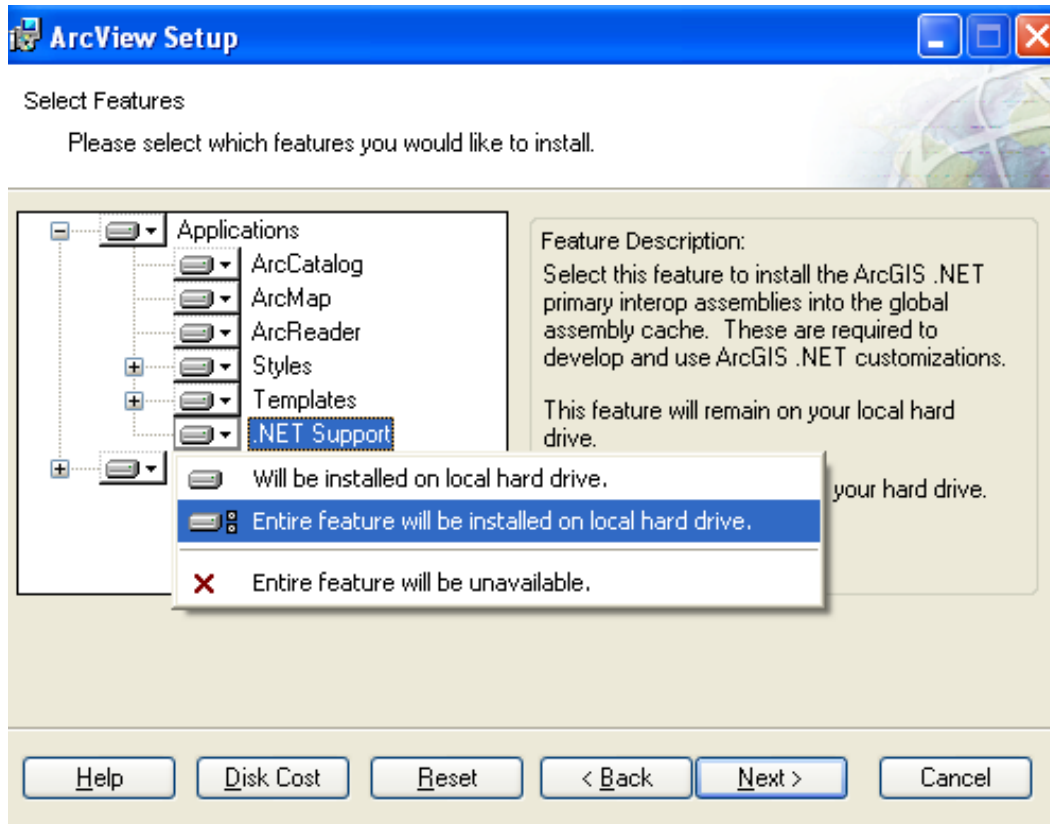 ArcView Setup
Select Features
Please select which features you would like to install.
Applications
ArcCatalog
ArcMap
ArcReader
Styles
Templates
.NET Support
Will be installed on local hard drive.
Entire feature will be installed on local hard drive.
Entire feature will be unavailable.
Feature Description:
Select this feature to install the ArcGIS .NET
primary interop assemblies into the global
assembly cache.  These are required to
develop and use ArcGIS .NET customizations.
This feature will remain on your local hard
drive.
your hard drive.
Help
Disk Cost
Reset
< Back
Next >
Cancel